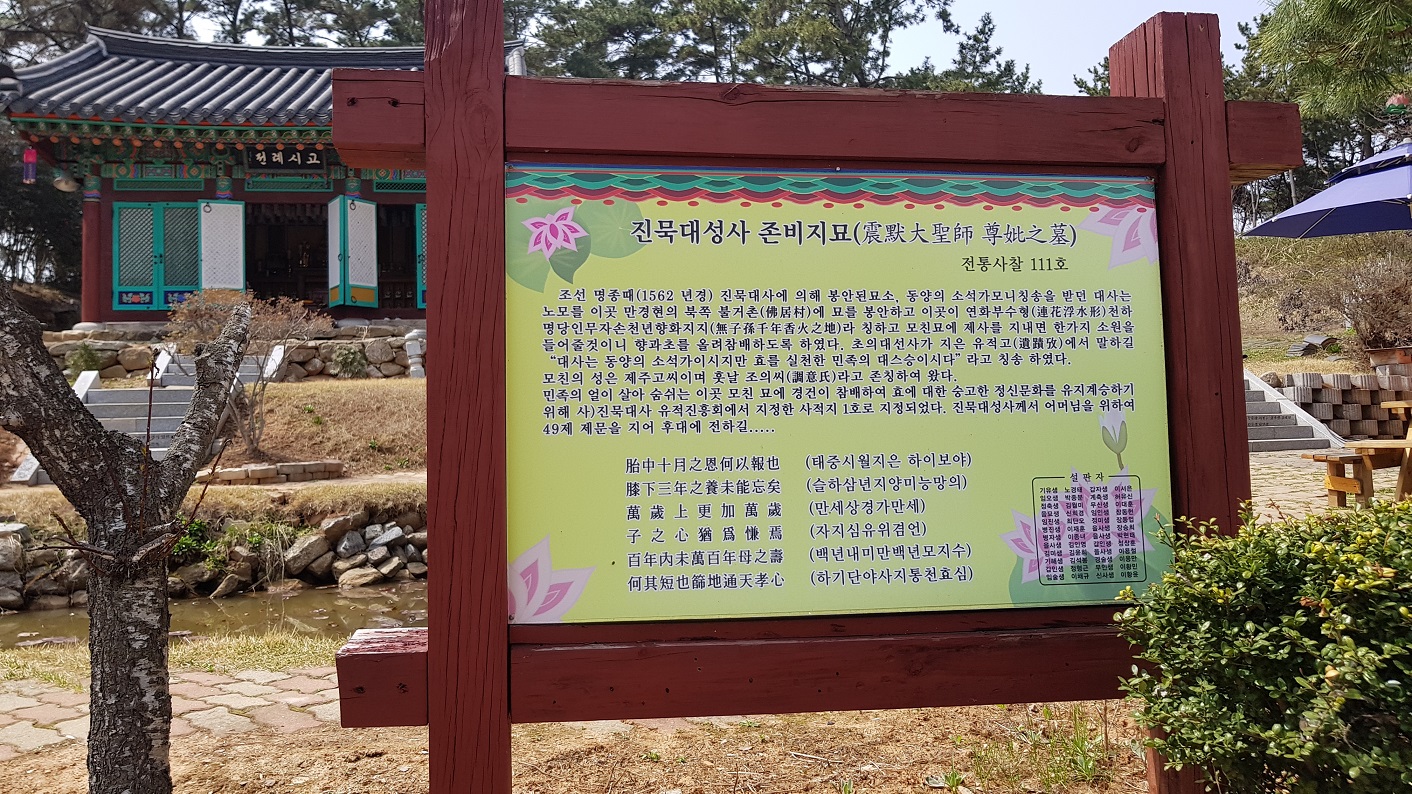 고시례전
진묵대성사 존비지묘(震默大聖師 尊妣之墓)
전통사찰 111호
조선 명종때(1562 년경) 진묵대사에 의해 봉안된묘소, 동양의 소석가모니칭송을 받던 대사는
노모를 이곳 만경현의 북쪽 불거촌(佛居村)에 묘를 봉안하고 이곳이 연화부수형(連花浮水形)천하
명당인무자손천년향화지지(無子孫千年香火之地)라 칭하고 모친묘에 제사를 지내면 한가지 소원을
들어줄것이니 향과초를 올려참배하도록 하였다. 초의대선사가 지은 유적고(遺蹟攷)에서 말하길
“대사는 동양의 소석가이시지만 효를 실천한 민족의 대스승이시다” 라고 칭송 하였다.
모친의 성은 제주고씨이며 훗날 조의씨(調意氏)라고 존칭하여 왔다.
민족의 얼이 살아 숨쉬는 이곳 모친 묘에 경건이 참배하여 효에 대한 숭고한 정신문화를 유지계승하기
위해 사)진묵대사 유적진흥회에서 지정한 사적지 1호로 지정되었다. 진묵대성사께서 어머님을 위하여
49제 제문을 지어 후대에 전하길.....
胎中十月之恩何以報也 (태중시월지은 하이보야)
膝下三年之養未能忘矣 (슬하삼년지양미능망의)
萬歲上更加萬歲 (만세상경가만세)
子之心猶爲慊焉 (자지심유위겸언)
百年內未萬百年母之壽 (백년내미만백년모지수)
何其短也篩地通天孝心 (하기단야사지통천효심)
설 판 자
기유생 노경태 갑자생 이서은